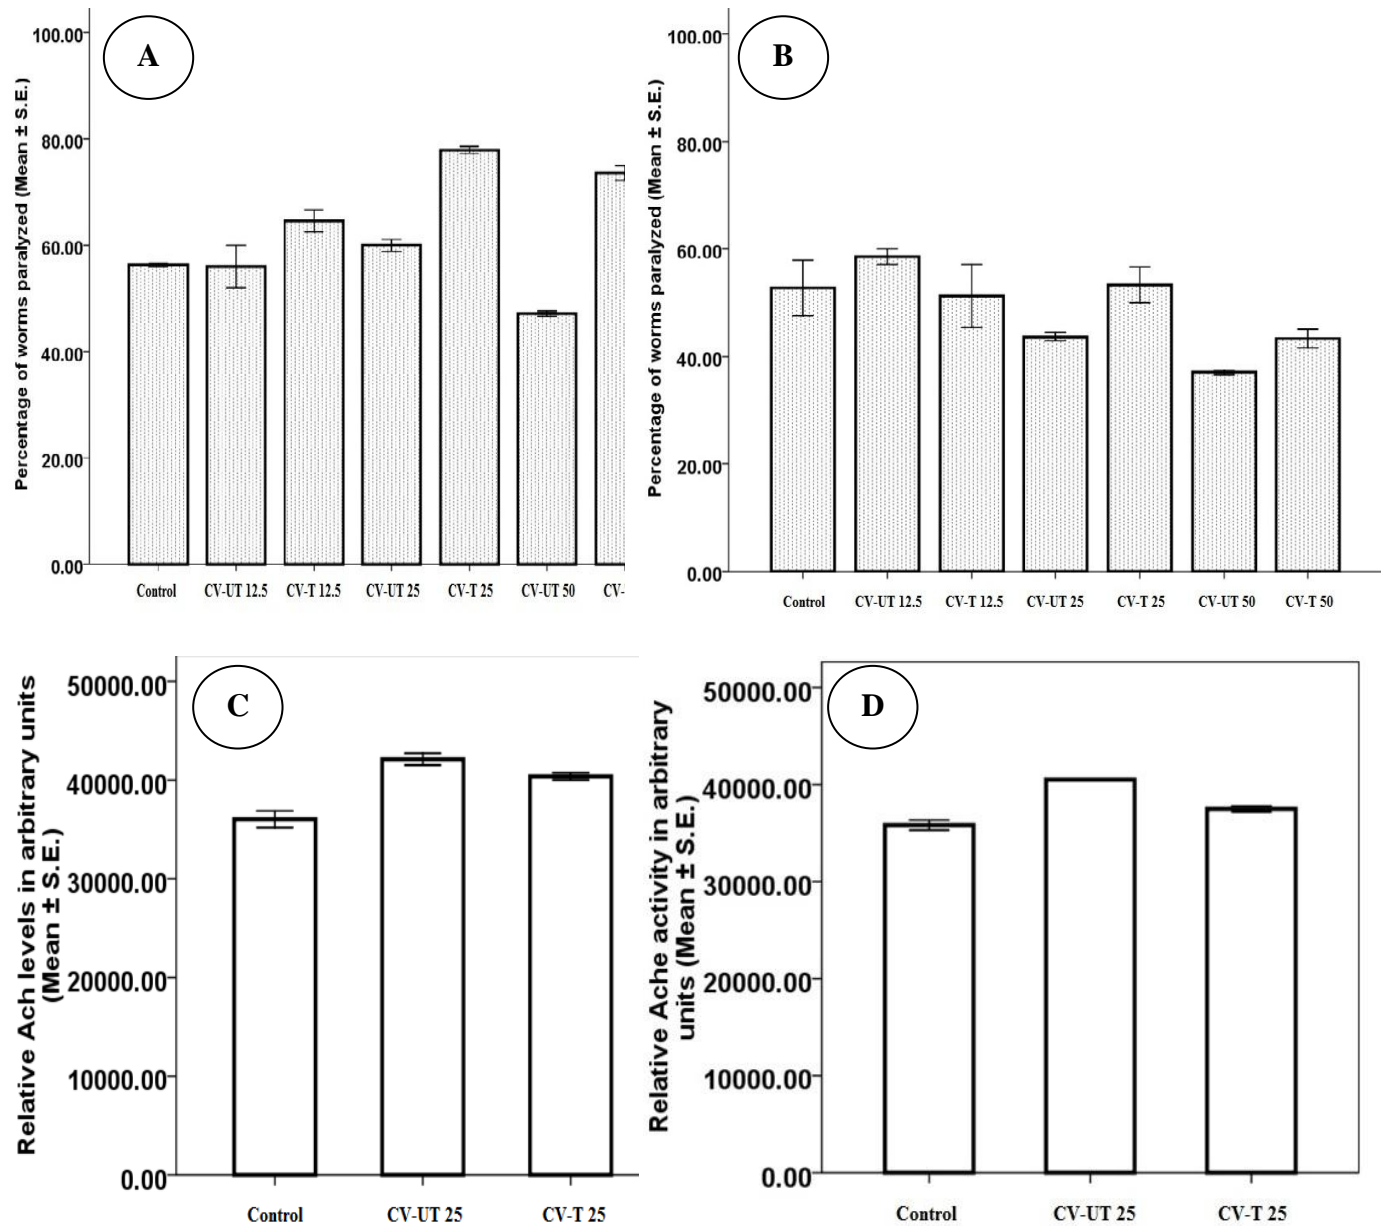 A
Percentage of worms paralyzed (Mean ± S.E.)
100.00
80.00
60.00
40.00
20.00
0.00
Control CV-UT 12.5 CV-T 12.5 CV-UT 25 CV-T 25 CV-UT 50 CV-
B
Percentage of worms paralyzed (Mean ± S.E.)
100.00
80.00
60.00
40.00
20.00
0.00
Control CV-UT 12.5 CV-T 12.5 CV-UT 25 CV-T 25 CV-UT 50 CV-T 50
C
Relative Ach levels in arbitrary units
(Mean ± S.E.)
50000.00
40000.00
30000.00
20000.00
10000.00
0.00
Control CV-UT 25 CV-T 25
D
Relative Ache activity in arbitrary
units (Mean ± S.E.)
50000.00
40000.00
30000.00
20000.00
10000.00
0.00
Control CV-UT 25 CV-T 25